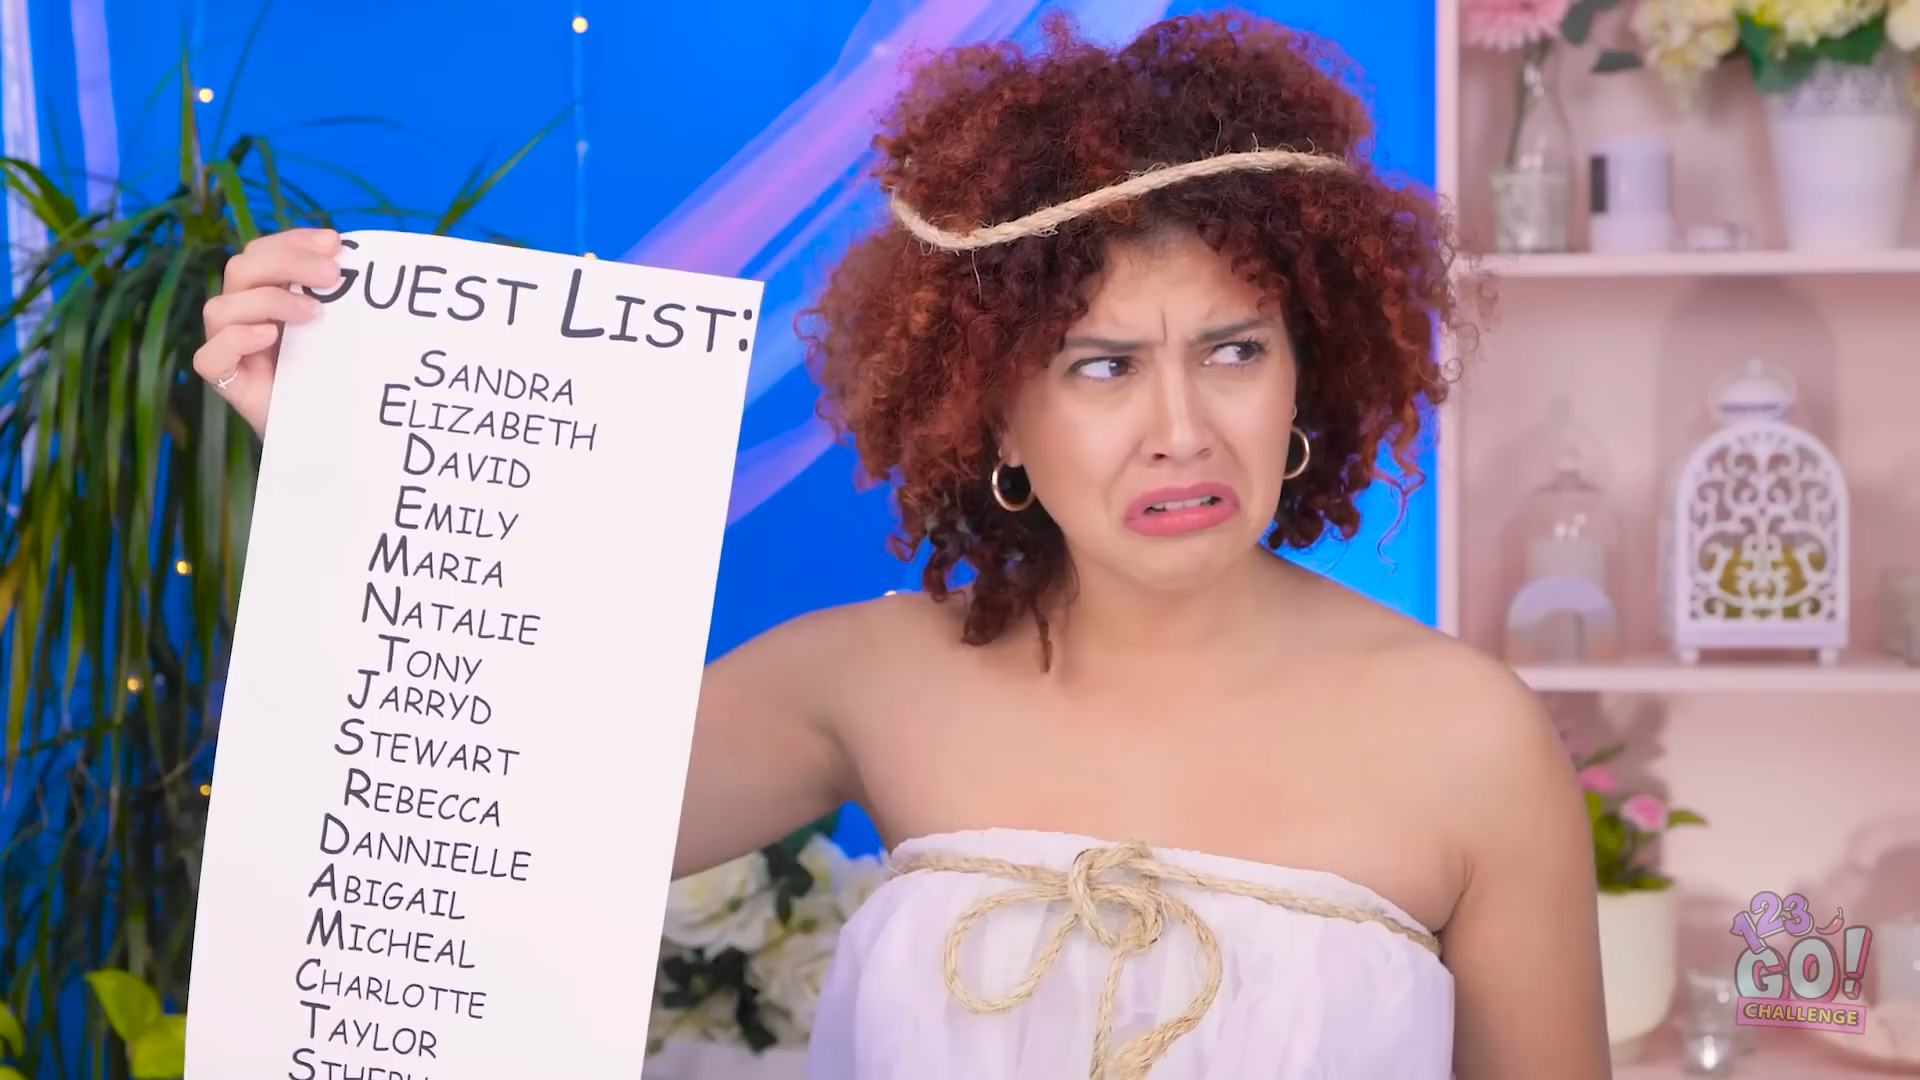 GUEST LIST:
SANDRA
ELIZABETH
DAVID
EMILY
MARIA
NATALIE
TONY
JARRYD
STEWART
REBECCA
DANNIELLE
ABIGAIL
MICHEAL
CHARLOTTE
TAYLOR
123
GO!
CHALLENGE